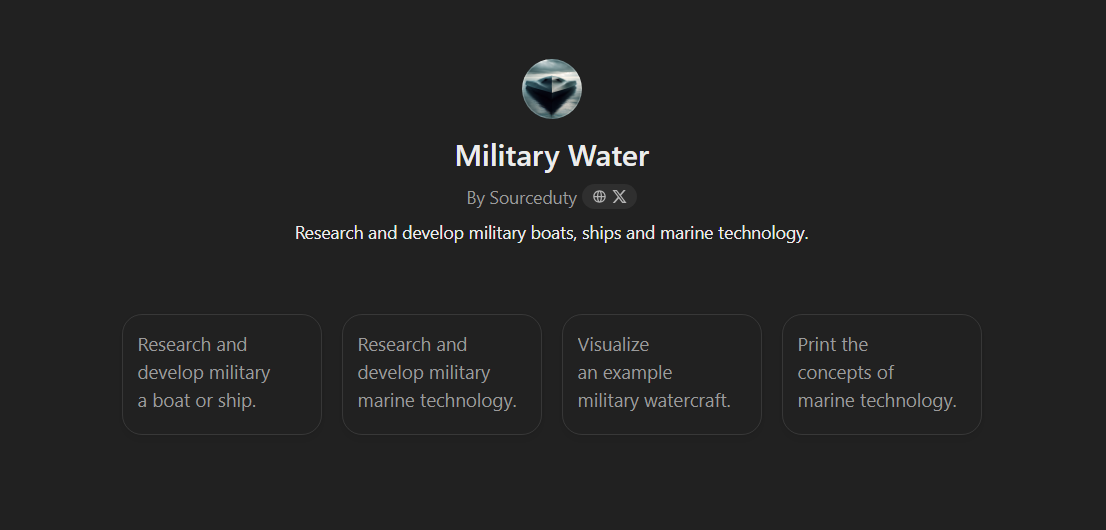 Military Water
By Sourceduty
Research and develop military boats, ships and marine technology.
Research and
develop military
a boat or ship.
Research and
develop military
marine technology.
Visualize
an example
military watercraft.
Print the
concepts of
marine technology.